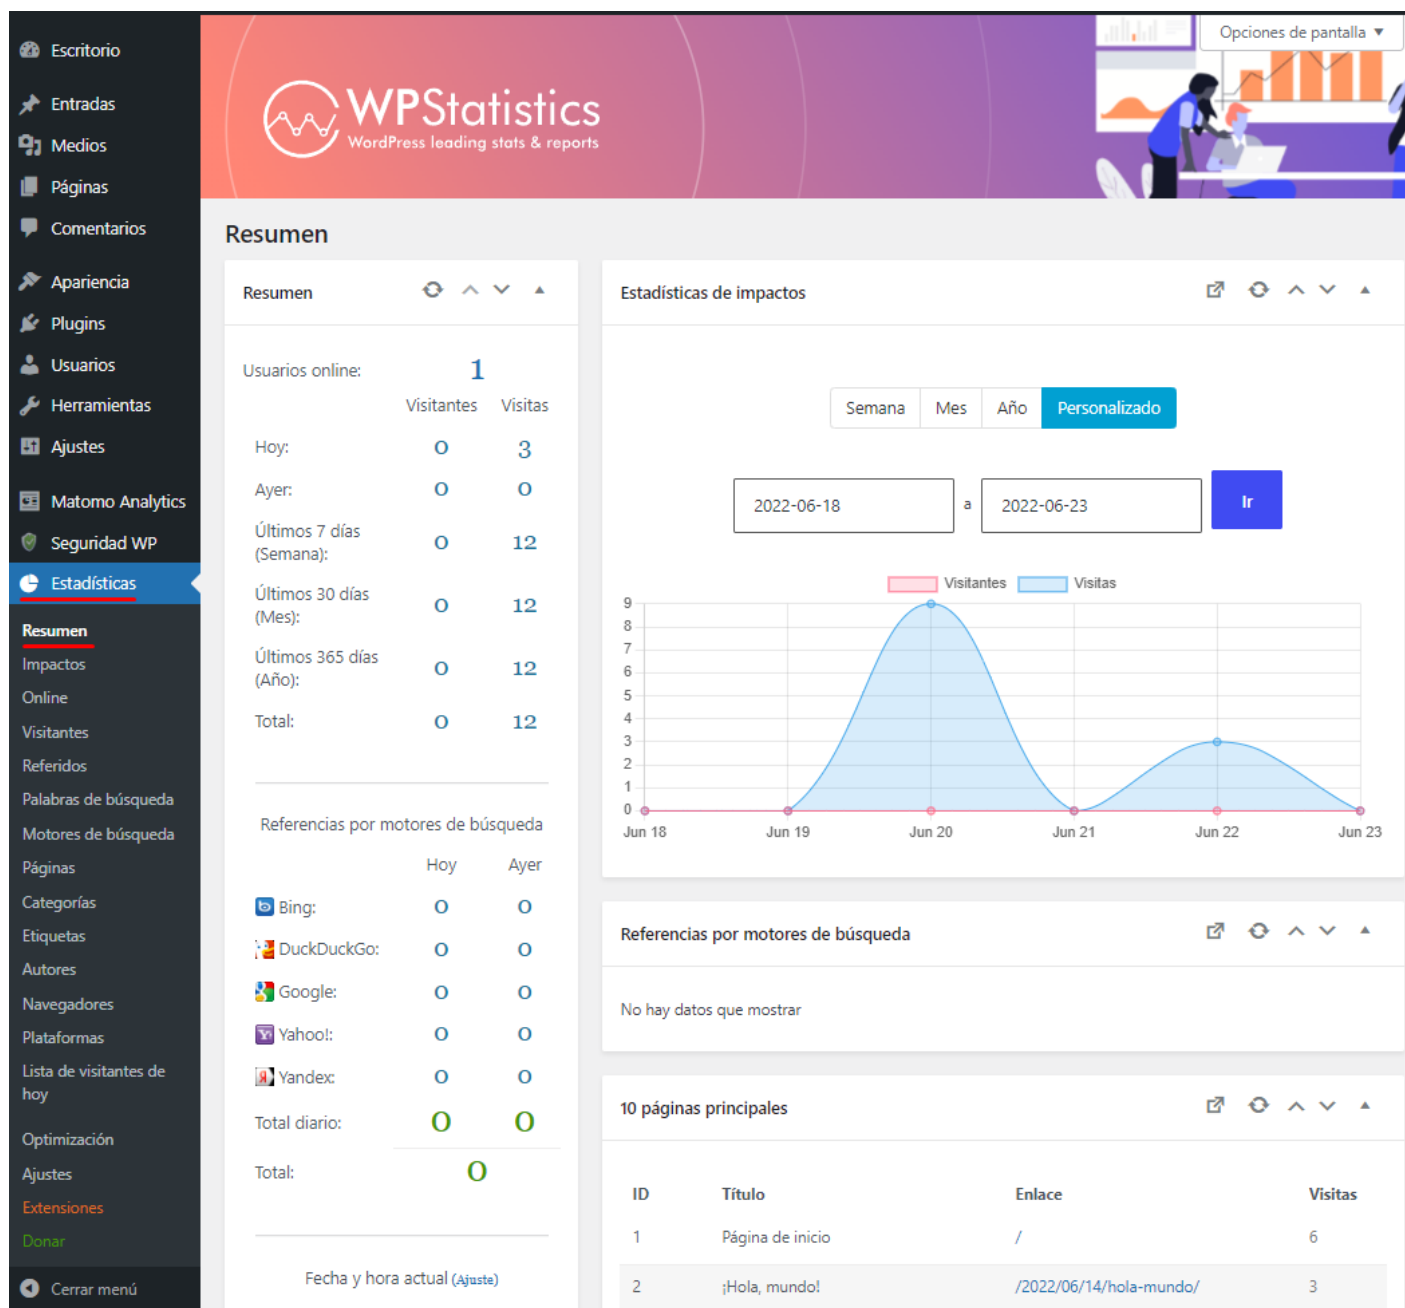 Escritorio
Entradas
Medios
Páginas
Comentarios
Apariencia
Plugins
Usuarios
Herramientas
Ajustes
Matomo Analytics
Seguridad WP
Estadísticas
Resumen
Impactos
Online
Visitantes
Referidos
Palabras de búsqueda
Motores de búsqueda
Páginas
Categorías
Etiquetas
Autores
Navegadores
Plataformas
Lista de visitantes de
hoy
Optimización
Ajustes
Extensiones
Donar
Cerrar menú
Opciones de pantalla
WPStatistics
WordPress leading stats & reports
Resumen
Resumen
Usuarios online: 1
Visitantes Visitas
Hoy: 0 3
Ayer: 0 0
Últimos 7 días
(Semana): 0 12
Últimos 30 días
(Mes): 0 12
Últimos 365 días
(Año): 0 12
Total: 0 12
Referencias por motores de búsqueda
Hoy Ayer
Bing: 0 0
DuckDuckGo: 0 0
Google: 0 0
Yahoo!: 0 0
Yandex: 0 0
Total diario: 0 0
Total: 0
Fecha y hora actual (Ajuste)
Estadísticas de impactos
Semana Mes Año Personalizado
2022-06-18 a 2022-06-23 Ir
Visitantes Visitas
9
8
7
6
5
4
3
2
1
0
Jun 18 Jun 19 Jun 20 Jun 21 Jun 22 Jun 23
Referencias por motores de búsqueda
No hay datos que mostrar
10 páginas principales
ID Título Enlace Visitas
1 Página de inicio / 6
2 ¡Hola, mundo! /2022/06/14/hola-mundo/ 3